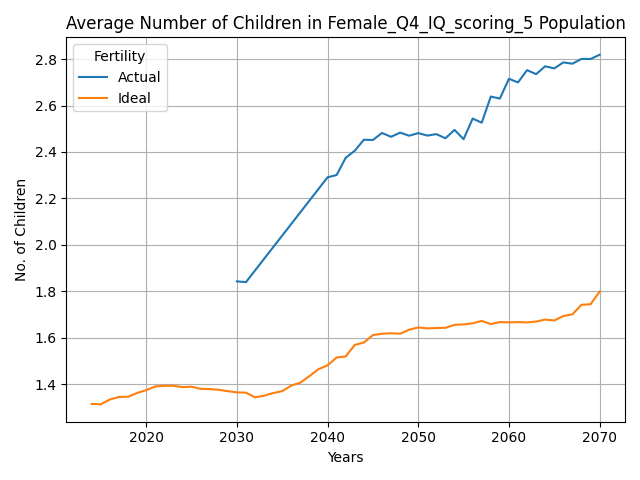 Average Number of Children in Female_Q4_IQ_scoring_5 Population
Fertility
Actual
Ideal
No. of Children
2.8
2.6
2.4
2.2
2.0
1.8
1.6
1.4
2020 2030 2040 2050 2060 2070
Years